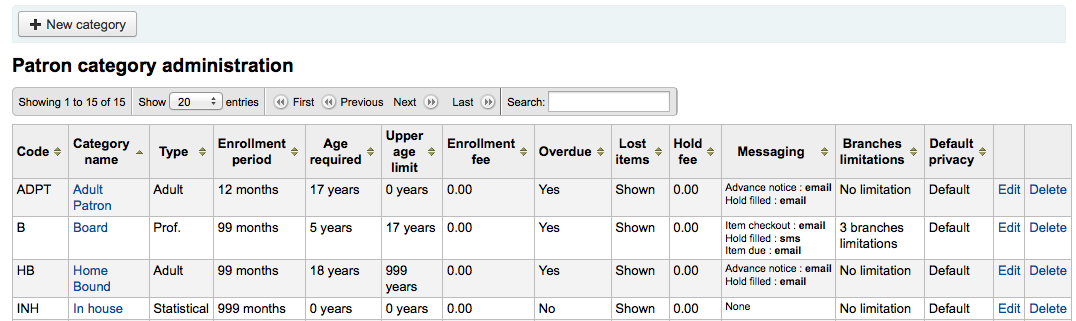 New category
Patron category administration
Showing 1 to 15 of 15 Show 20 entries First Previous Next Last Search:
Code Category name Type Enrollment period Age required Upper age limit Enrollment fee Overdue Lost items Hold fee Messaging Branches limitations Default privacy
ADPT Adult Patron Adult 12 months 17 years 0 years 0.00 Yes Shown 0.00 Advance notice : email Hold filled : email No limitation Default Edit Delete
B Board Prof. 99 months 5 years 17 years 0.00 Yes Shown 0.00 Item checkout : email Hold filled : sms Item due : email 3 branches limitations Default Edit Delete
HB Home Bound Adult 99 months 18 years 999 years 0.00 Yes Shown 0.00 Advance notice : email Hold filled : email No limitation Default Edit Delete
INH In house Statistical 999 months 0 years 0 years 0.00 No Shown 0.00 None No limitation Default Edit Delete